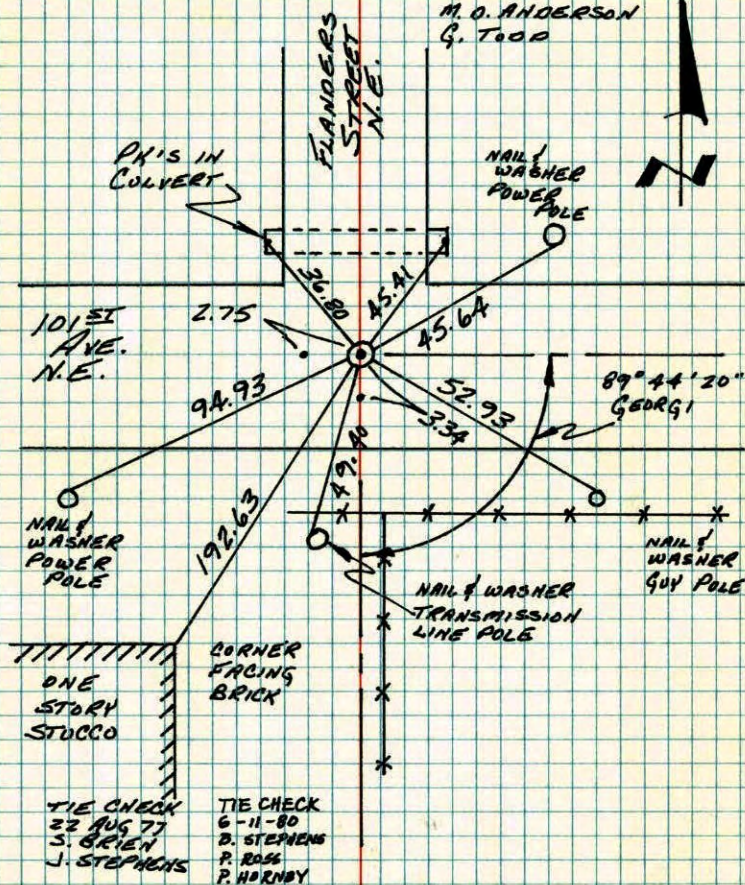 M. D. ANDERSON
G. TODD
FLANDERS
STREET
N.E.
N
PK'S IN
CULVERT
NAIL &
WASHER
POWER
POLE
36.80
45.41
45.64
101 ST
AVE.
N.E.
2.75
94.93
52.93
3.34
89° 44' 20"
GEORGI
49.40
192.63
NAIL &
WASHER
POWER
POLE
NAIL &
WASHER
GUY POLE
NAIL & WASHER
TRANSMISSION
LINE POLE
CORNER
FACING
BRICK
ONE
STORY
STUCCO
TIE CHECK
22 AUG 77
S. BRIEN
J. STEPHENS
TIE CHECK
6-11-80
B. STEPHENS
P. ROSS
P. HORNBY